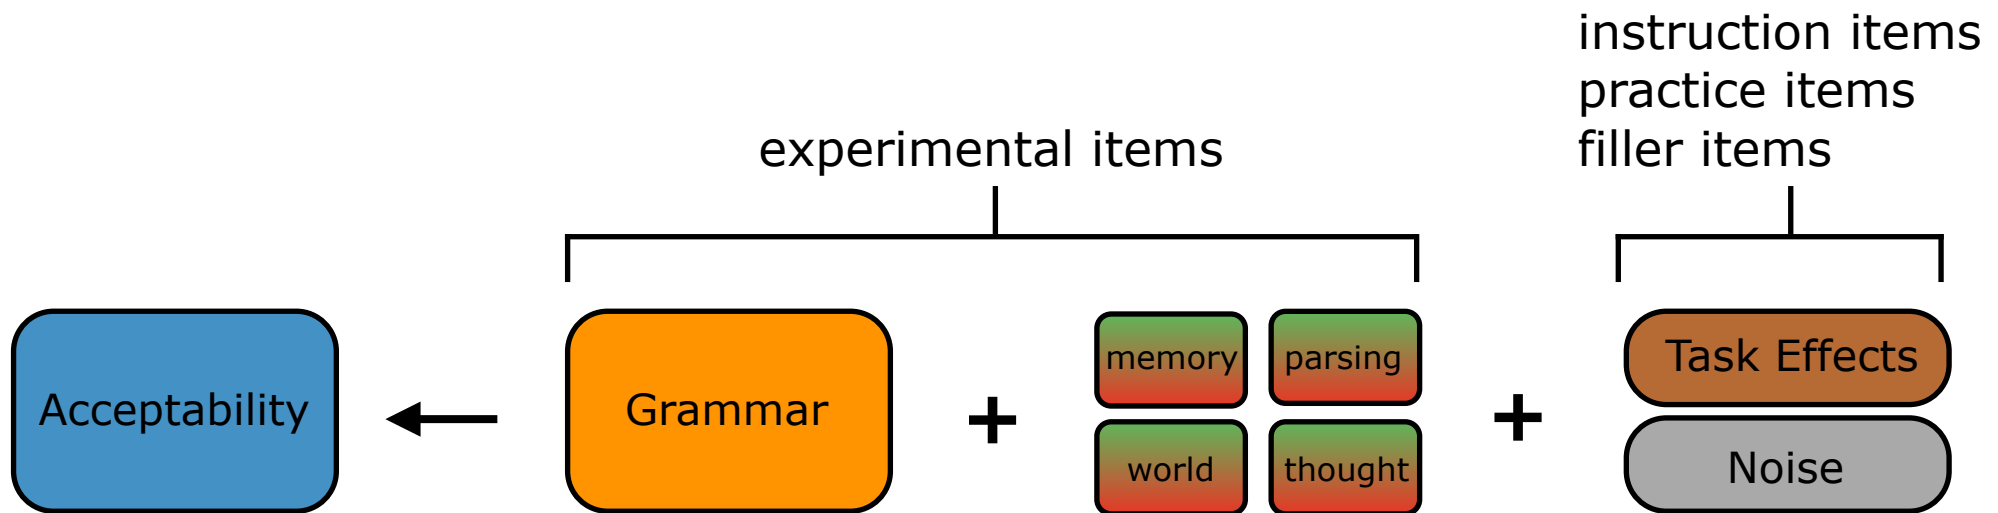 instruction items
practice items
filler items
experimental items
Acceptability
Grammar
+
memory
parsing
world
thought
+
Task Effects
Noise